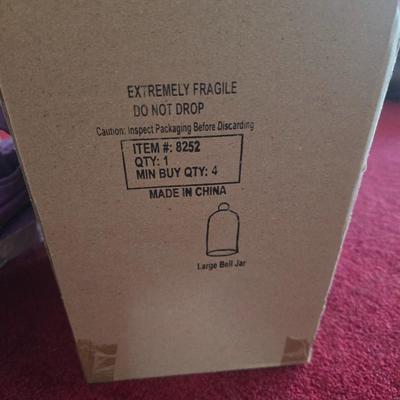 EXTREMELY FRAGILE
DO NOT DROP
Caution: Inspect Packaging Before Discarding
ITEM #: 8252
QTY: 1
MIN BUY QTY: 4
MADE IN CHINA
Large Bell Jar